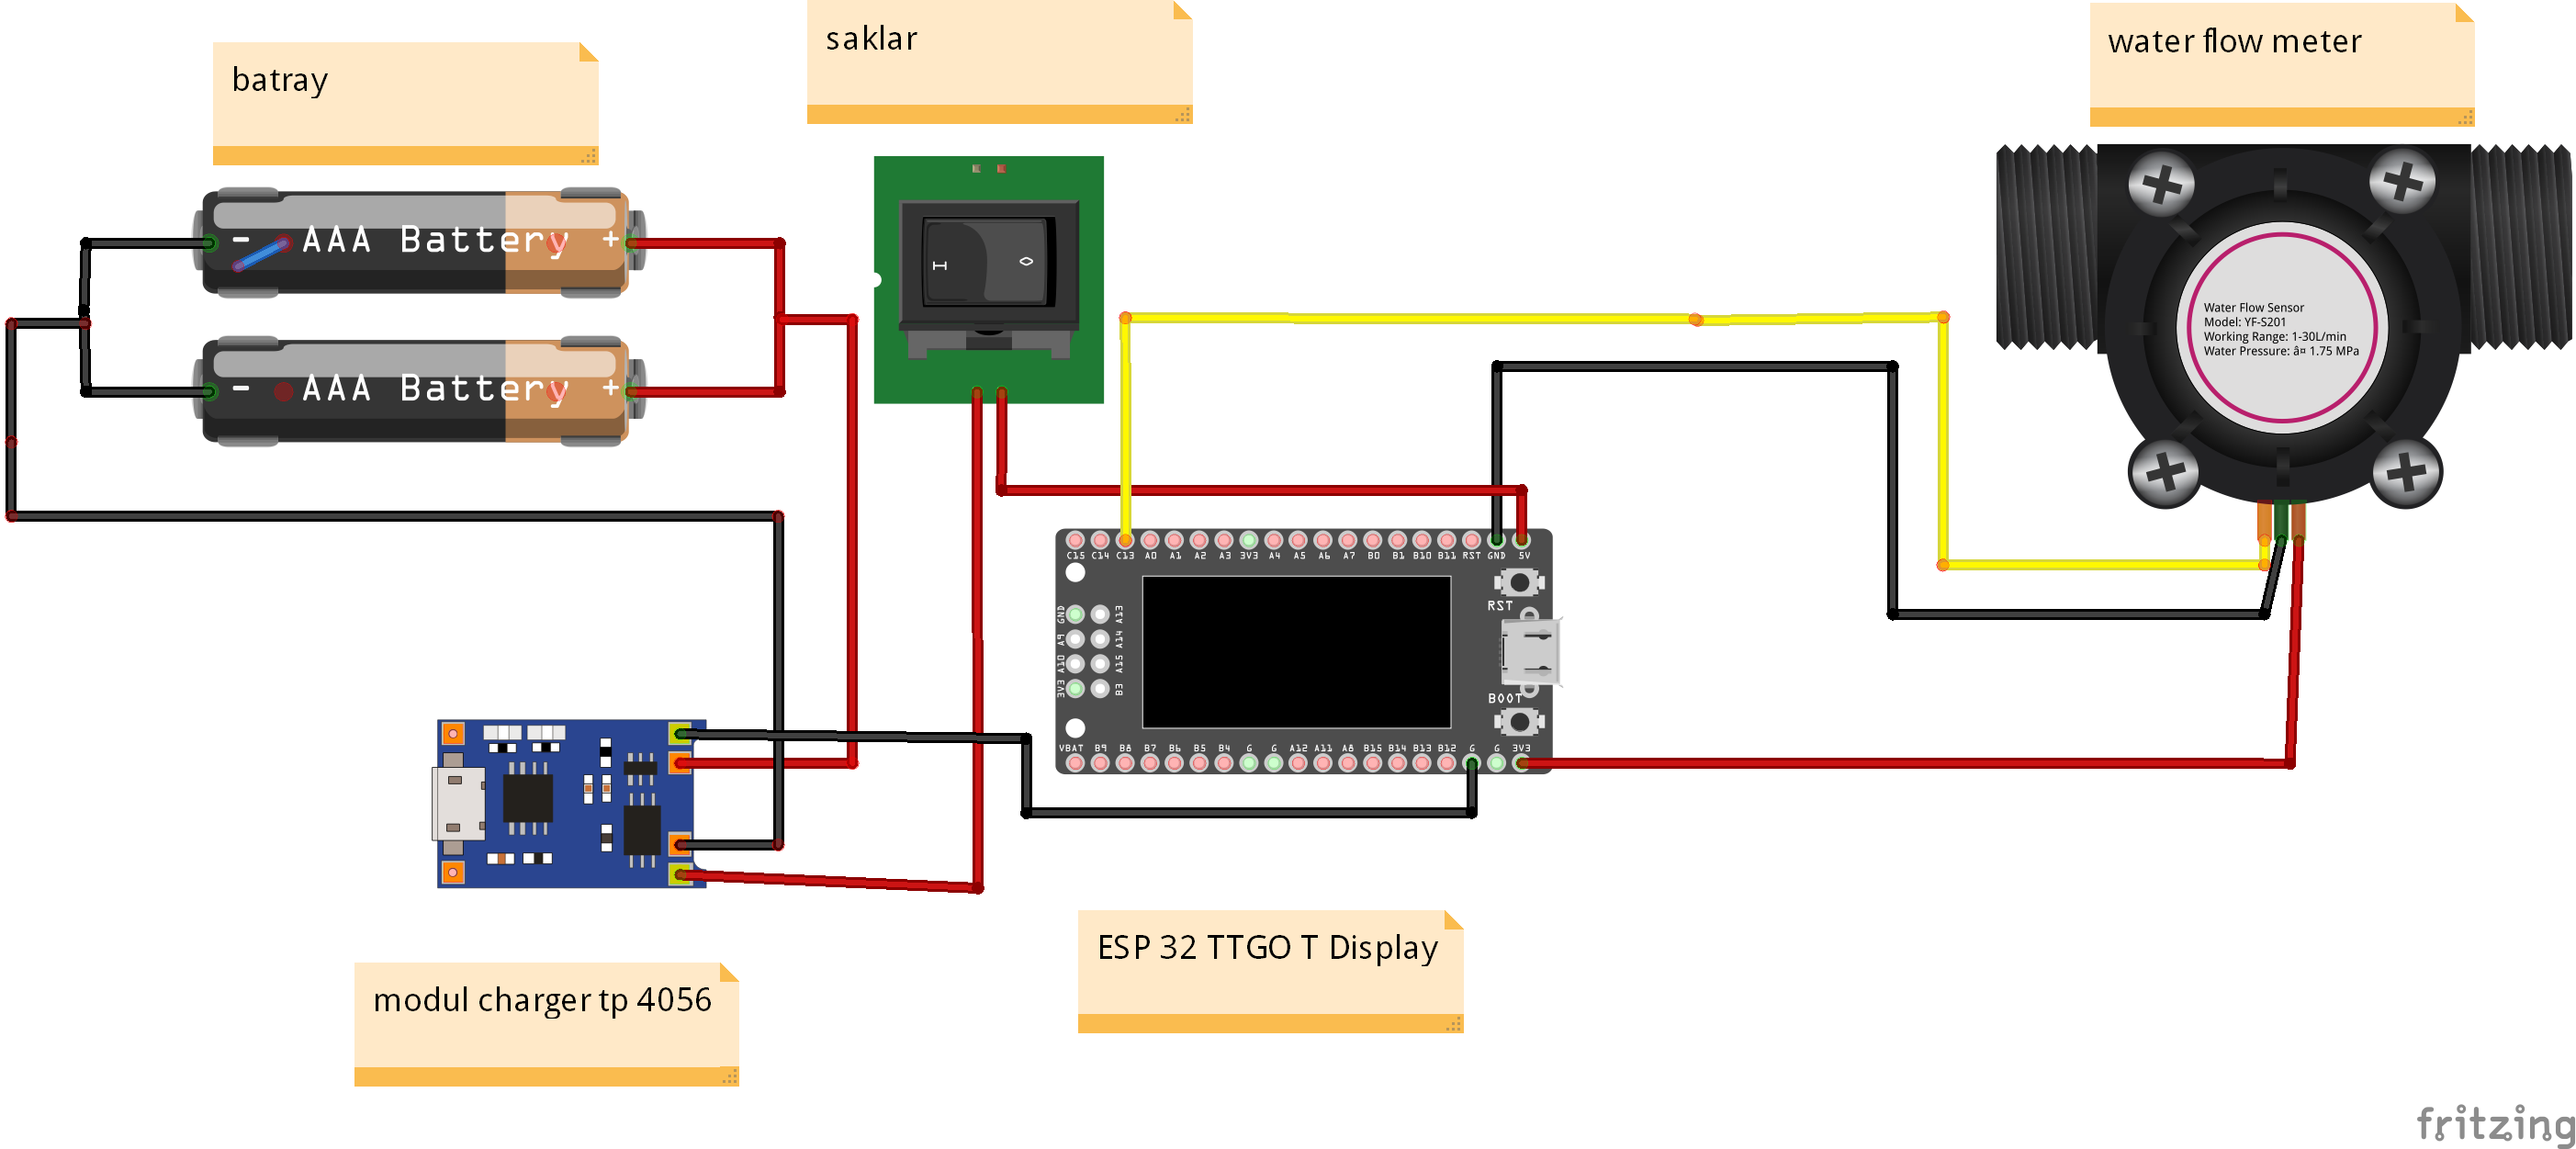 batray
saklar
water flow meter
- AAA Battery +
- AAA Battery +
I O
Water Flow Sensor
Model: YF-S201
Working Range: 1-30L/min
Water Pressure: â¤ 1.75 MPa
C15 C14 C13 A0 A1 A2 A3 3V3 A4 A5 A6 A7 B0 B1 B10 B11 RST GND 5V
RST
GND A9 A10 3V3
A13 A14 A15 B3
BOOT
VBAT B9 B8 B7 B6 B5 B4 G G A12 A11 A8 B15 B14 B13 B12 G G 3V3
ESP 32 TTGO T Display
modul charger tp 4056
fritzing